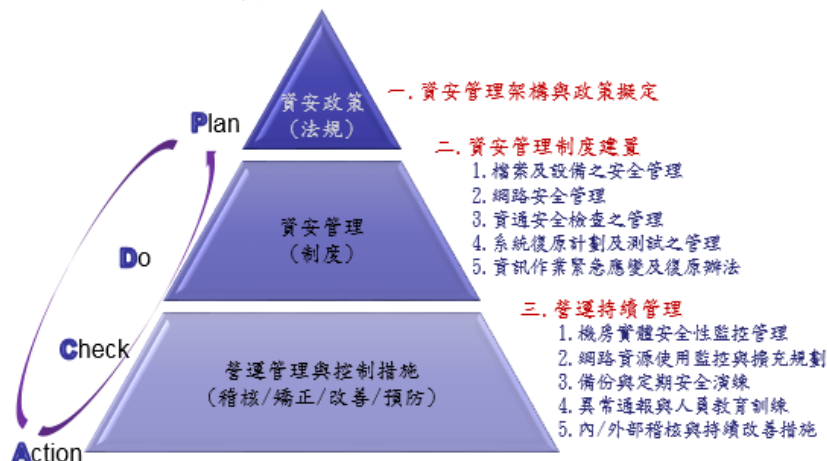 資安政策
(法規)
一.資安管理架構與政策擬定
Plan
二.資安管理制度建置
1.檔案及設備之安全管理
2.網路安全管理
3.資通安全檢查之管理
4.系統復原計劃及測試之管理
5.資訊作業緊急應變及復原辦法
資安管理
(制度)
Do
三.營運持續管理
1.機房實體安全性監控管理
2.網路資源使用監控與擴充規劃
3.備份與定期安全演練
4.異常通報與人員教育訓練
5.內/外部稽核與持續改善措施
Check
營運管理與控制措施
(稽核/矯正/改善/預防)
Action